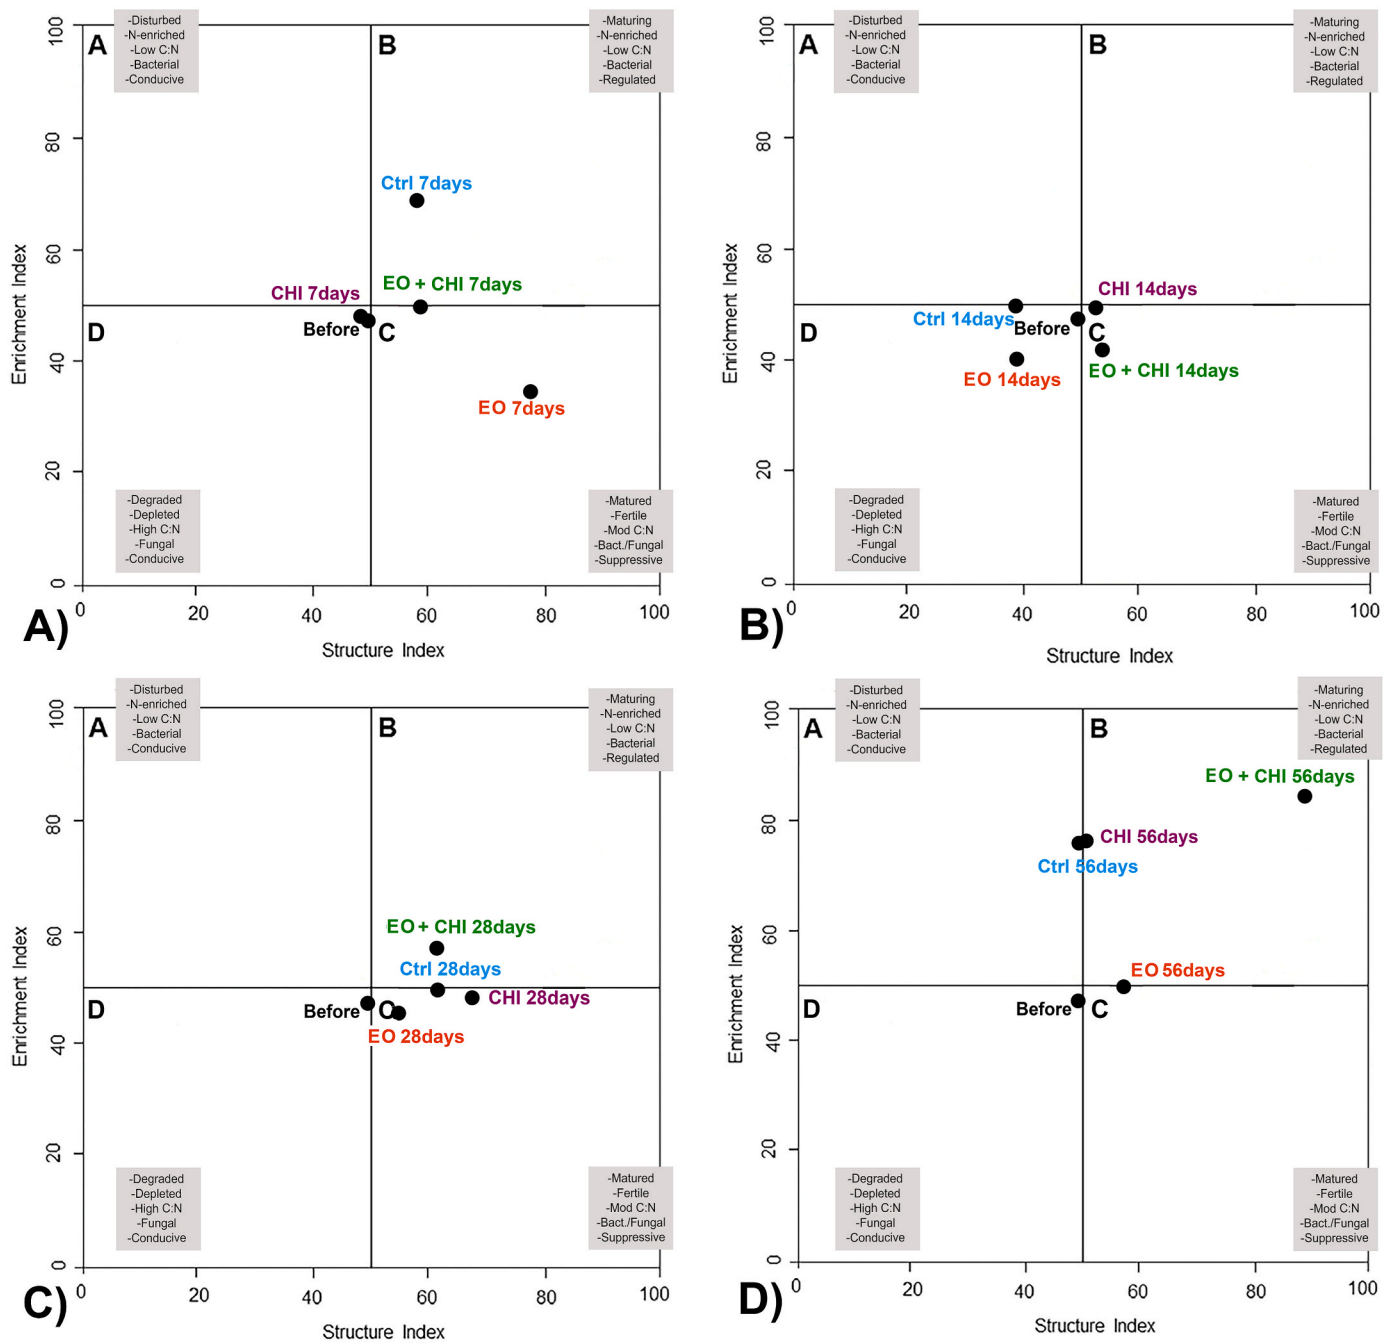 -Disturbed
-N-enriched
-Low C:N
-Bacterial
-Conducive
-Maturing
-N-enriched
-Low C:N
-Bacterial
-Regulated
A
B
100
80
60
40
20
0
Enrichment Index
Ctrl 7days
EO + CHI 7days
CHI 7days
Before
D
C
EO 7days
-Degraded
-Depleted
-High C:N
-Fungal
-Conducive
-Matured
-Fertile
-Mod C:N
-Bact./Fungal
-Suppressive
0
20
40
60
80
100
Structure Index
A)
-Disturbed
-N-enriched
-Low C:N
-Bacterial
-Conducive
-Maturing
-N-enriched
-Low C:N
-Bacterial
-Regulated
A
B
100
80
60
40
20
0
Enrichment Index
CHI 14days
Ctrl 14days
Before
D
C
EO 14days
EO + CHI 14days
-Degraded
-Depleted
-High C:N
-Fungal
-Conducive
-Matured
-Fertile
-Mod C:N
-Bact./Fungal
-Suppressive
0
20
40
60
80
100
Structure Index
B)
-Disturbed
-N-enriched
-Low C:N
-Bacterial
-Conducive
-Maturing
-N-enriched
-Low C:N
-Bacterial
-Regulated
A
B
100
80
60
40
20
0
Enrichment Index
EO + CHI 28days
Ctrl 28days
CHI 28days
Before
D
C
EO 28days
-Degraded
-Depleted
-High C:N
-Fungal
-Conducive
-Matured
-Fertile
-Mod C:N
-Bact./Fungal
-Suppressive
0
20
40
60
80
100
Structure Index
C)
-Disturbed
-N-enriched
-Low C:N
-Bacterial
-Conducive
-Maturing
-N-enriched
-Low C:N
-Bacterial
-Regulated
A
B
100
80
60
40
20
0
Enrichment Index
EO + CHI 56days
CHI 56days
Ctrl 56days
EO 56days
Before
D
C
-Degraded
-Depleted
-High C:N
-Fungal
-Conducive
-Matured
-Fertile
-Mod C:N
-Bact./Fungal
-Suppressive
0
20
40
60
80
100
Structure Index
D)